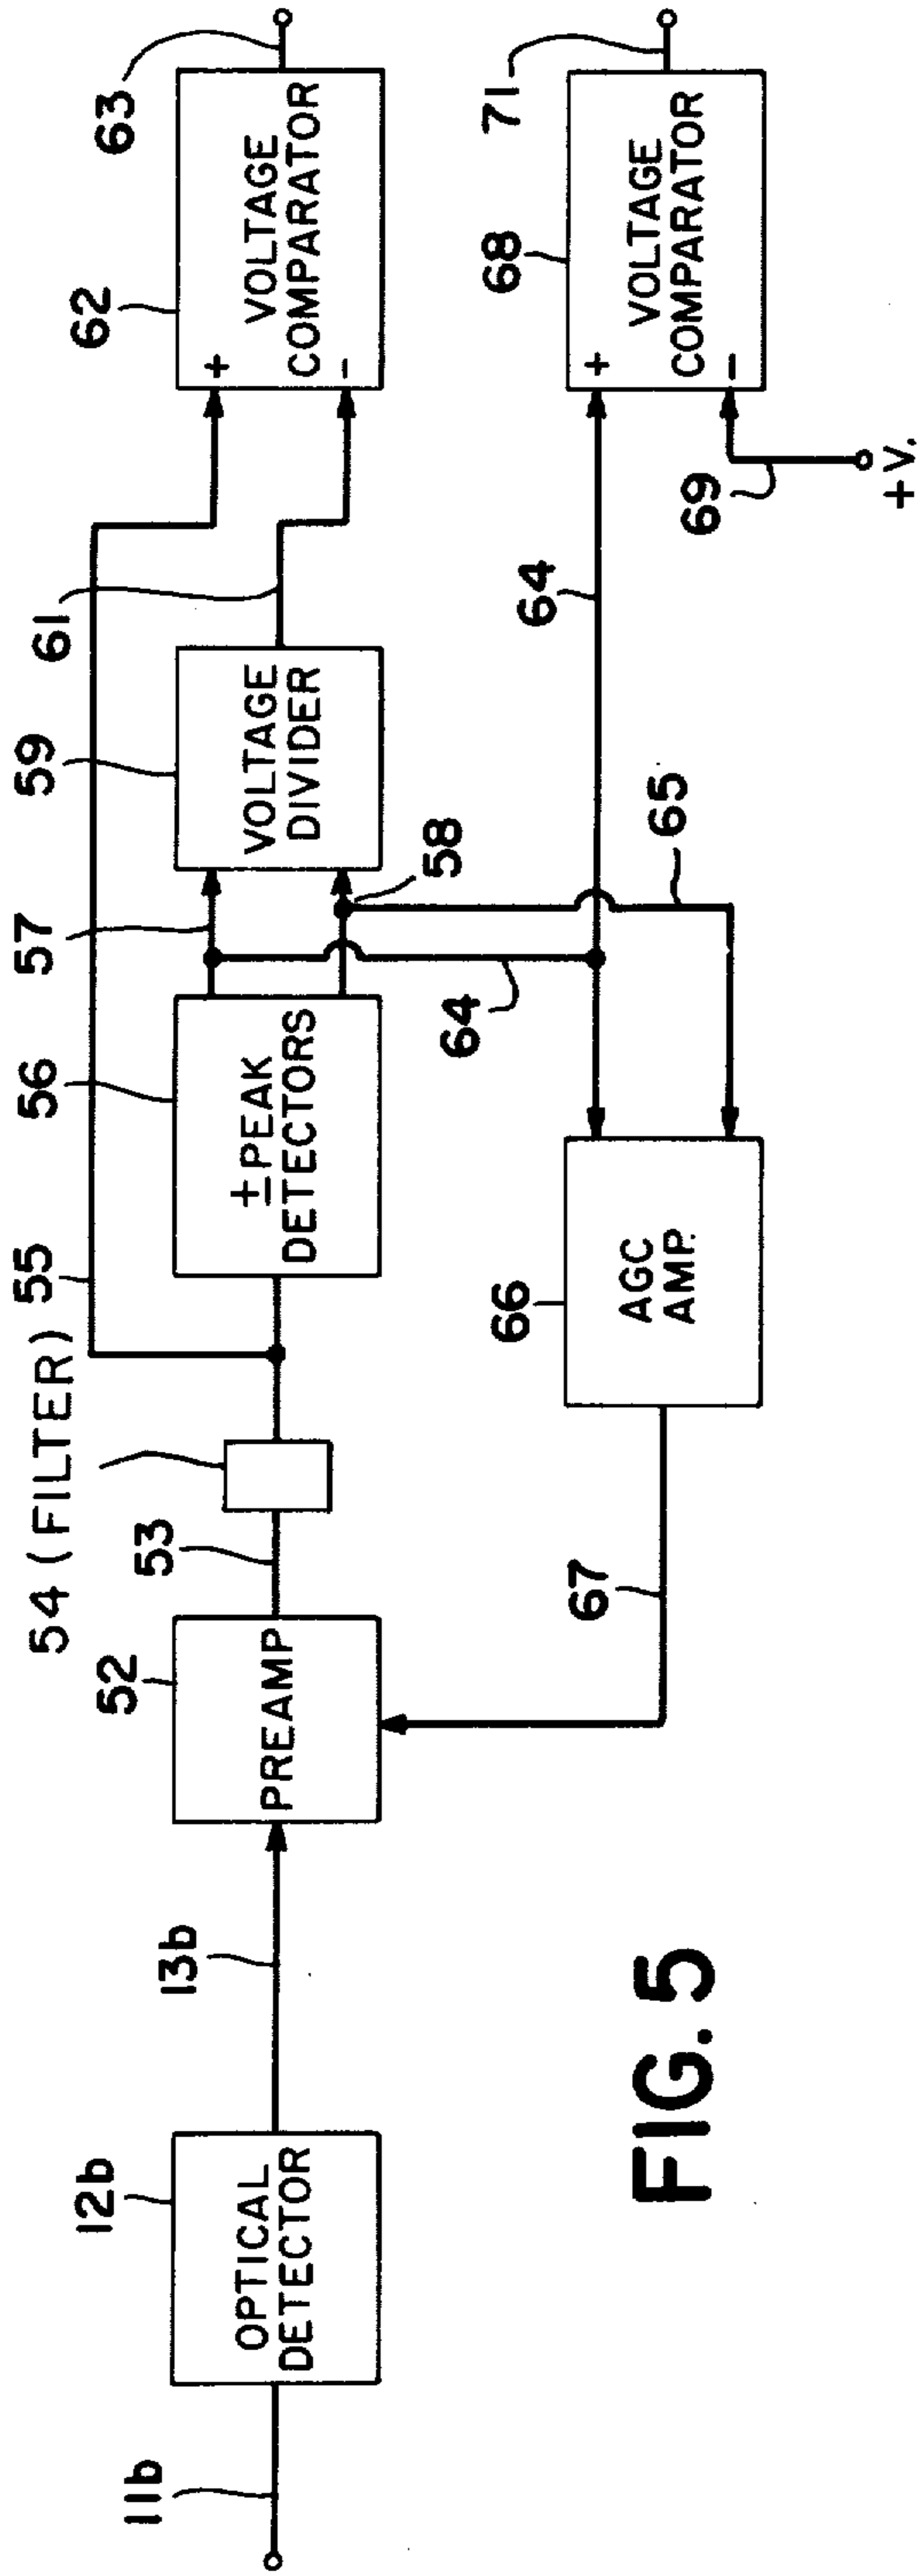 11b
12b
OPTICAL
DETECTOR
13b
52
PREAMP
53
54 (FILTER)
55
56
±PEAK
DETECTORS
57
58
59
VOLTAGE
DIVIDER
61
62
+
-
VOLTAGE
COMPARATOR
63
64
64
65
66
AGC
AMP.
67
68
+
-
VOLTAGE
COMPARATOR
69
+ V.
71
FIG. 5